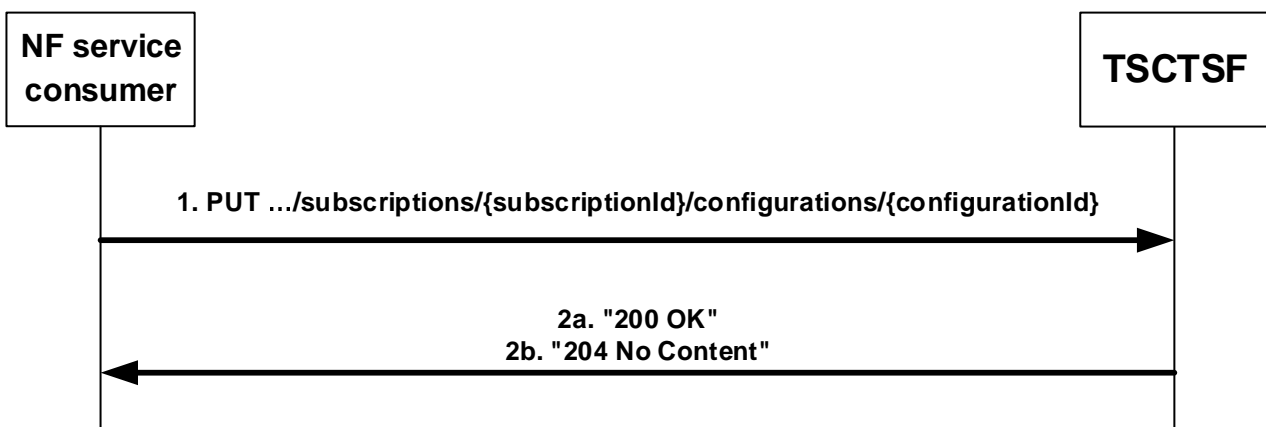 NF service
consumer
TSCTSF
1. PUT …/subscriptions/{subscriptionId}/configurations/{configurationId}
2a. "200 OK"
2b. "204 No Content"